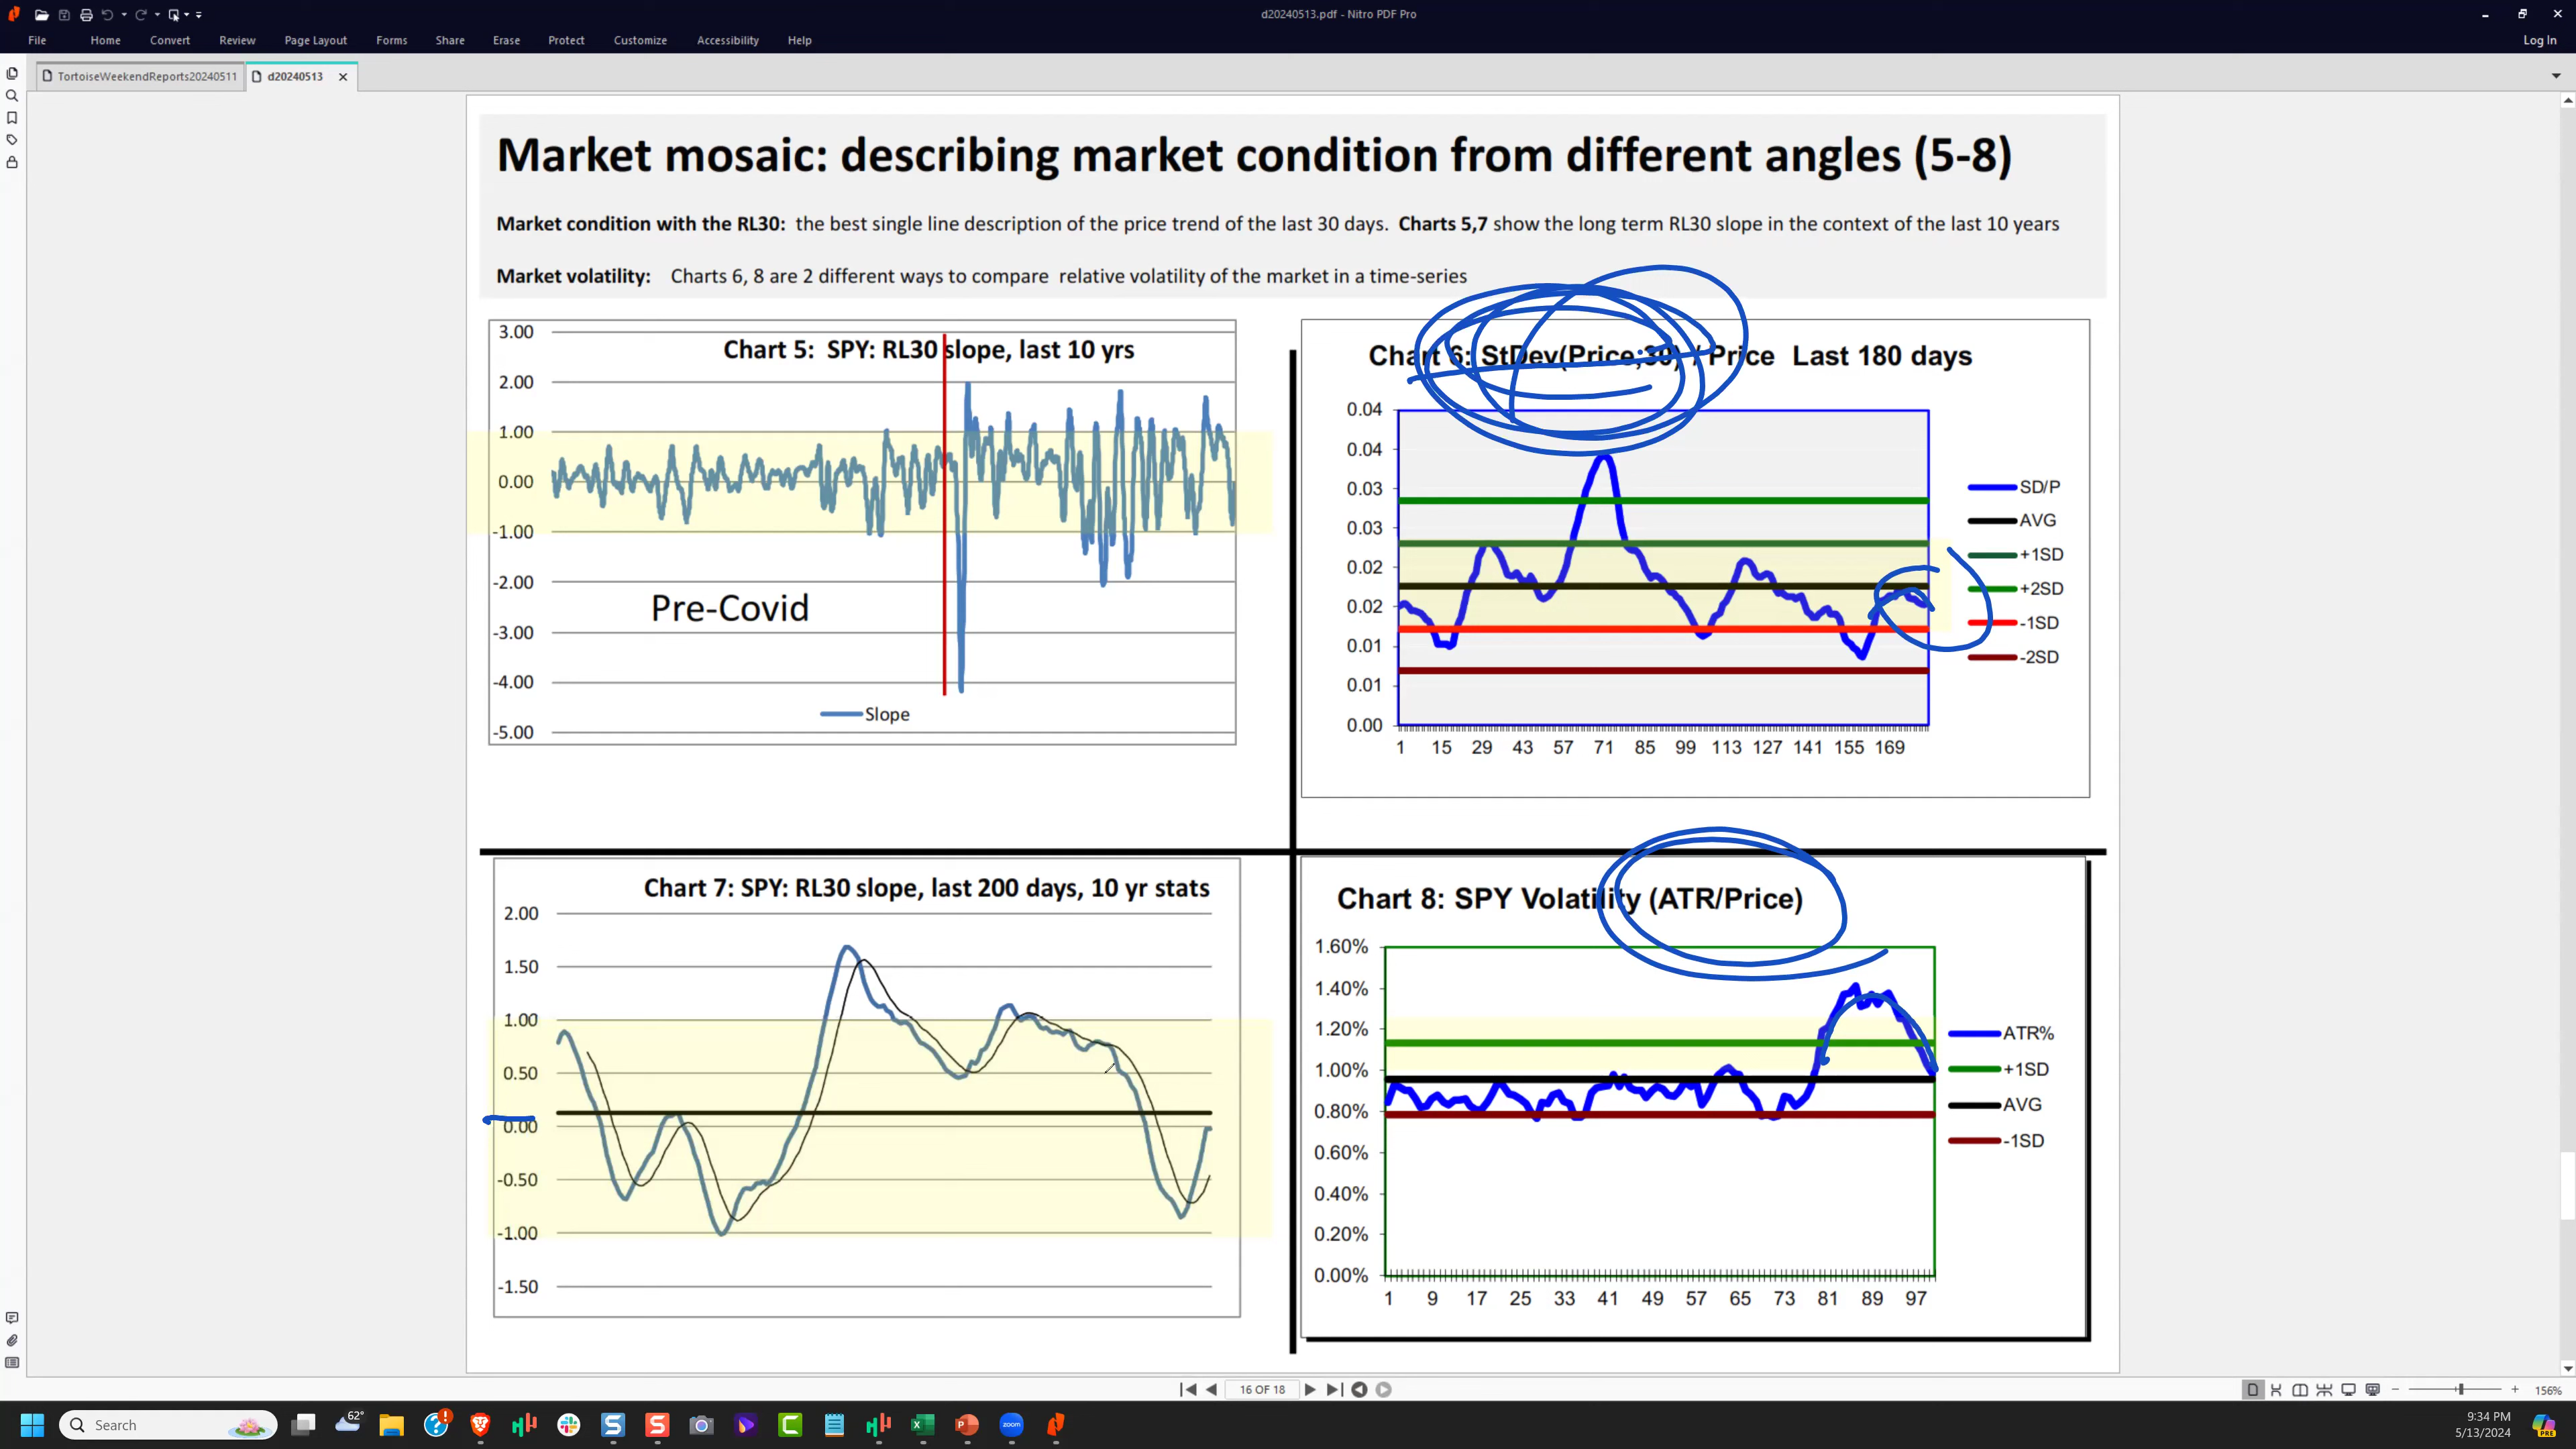 d20240513.pdf - Nitro PDF Pro
File Home Convert Review Page Layout Forms Share Erase Protect Customize Accessibility Help Log In
TortoiseWeekendReports20240511 d20240513
Market mosaic: describing market condition from different angles (5-8)
Market condition with the RL30: the best single line description of the price trend of the last 30 days. Charts 5,7 show the long term RL30 slope in the context of the last 10 years
Market volatility: Charts 6, 8 are 2 different ways to compare relative volatility of the market in a time-series
Chart 5: SPY: RL30 slope, last 10 yrs
3.00
2.00
1.00
0.00
-1.00
-2.00
-3.00
-4.00
-5.00
Pre-Covid
Slope
Chart 6: StDev(Price,30) / Price Last 180 days
0.04
0.04
0.03
0.03
0.02
0.02
0.01
0.01
0.00
1 15 29 43 57 71 85 99 113 127 141 155 169
SD/P
AVG
+1SD
+2SD
-1SD
-2SD
Chart 7: SPY: RL30 slope, last 200 days, 10 yr stats
2.00
1.50
1.00
0.50
0.00
-0.50
-1.00
-1.50
Chart 8: SPY Volatility (ATR/Price)
1.60%
1.40%
1.20%
1.00%
0.80%
0.60%
0.40%
0.20%
0.00%
1 9 17 25 33 41 49 57 65 73 81 89 97
ATR%
+1SD
AVG
-1SD
16 OF 18
156%
Search
62°
zoom
9:34 PM
5/13/2024
PRE